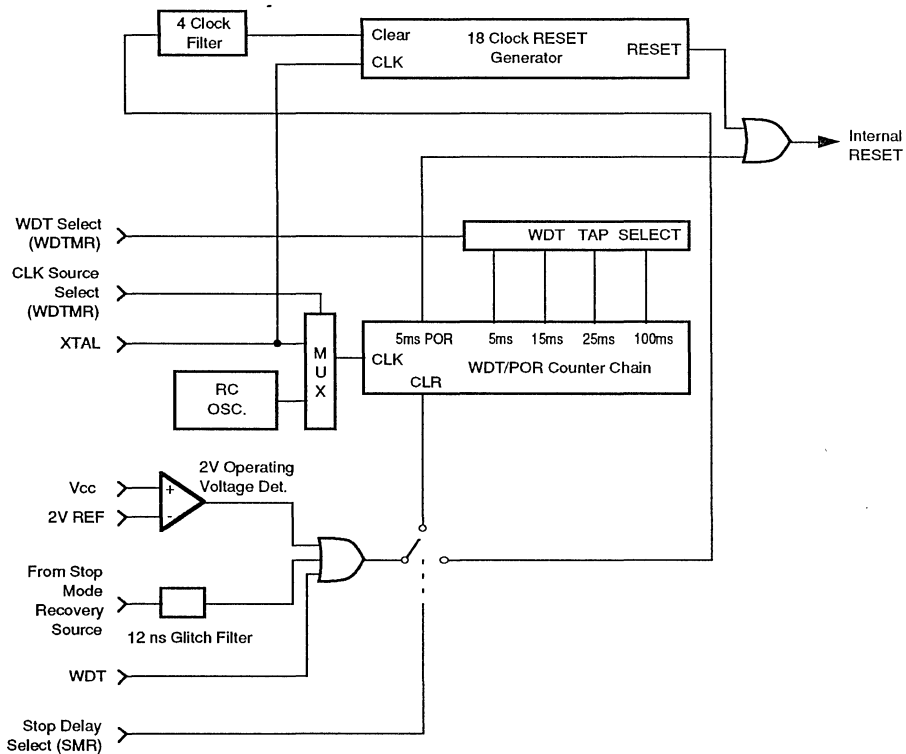 4 Clock
Filter
Clear
CLK
18 Clock RESET
Generator
RESET
Internal
RESET
WDT Select
(WDTMR)
WDT TAP SELECT
CLK Source
Select
(WDTMR)
XTAL
MUX
5ms POR
5ms
15ms
25ms
100ms
CLK
WDT/POR Counter Chain
CLR
RC
OSC.
2V Operating
Voltage Det.
Vcc
2V REF
+
-
From Stop
Mode
Recovery
Source
12 ns Glitch Filter
WDT
Stop Delay
Select (SMR)